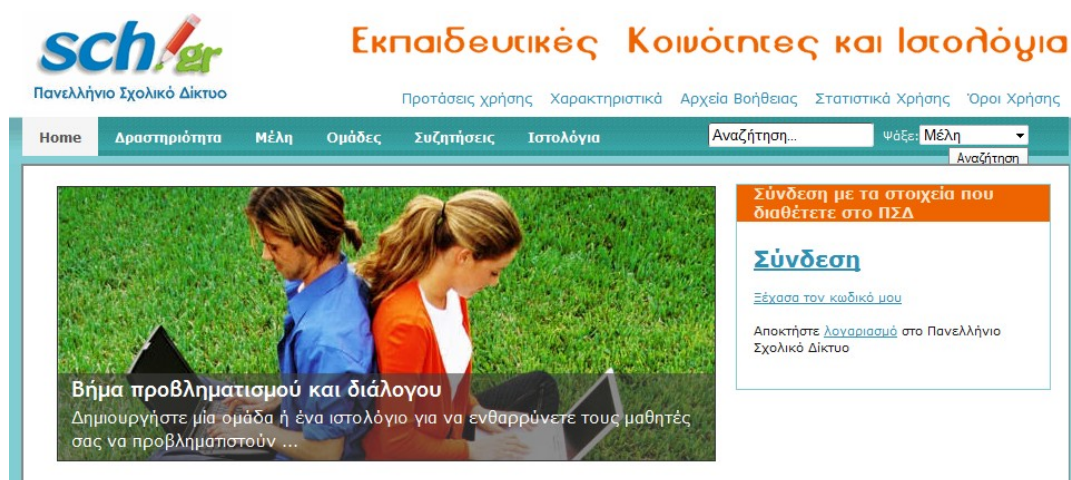 sch.gr
Πανελλήνιο Σχολικό Δίκτυο
Εκπαιδευτικές Κοινότητες και Ιστολόγια
Προτάσεις χρήσης Χαρακτηριστικά Αρχεία Βοήθειας Στατιστικά Χρήσης Όροι Χρήσης
Home Δραστηριότητα Μέλη Ομάδες Συζητήσεις Ιστολόγια Αναζήτηση... Ψάξε: Μέλη
Αναζήτηση
Βήμα προβληματισμού και διάλογου
Δημιουργήστε μία ομάδα ή ένα ιστολόγιο για να ενθαρρύνετε τους μαθητές
σας να προβληματιστούν ...
Σύνδεση με τα στοιχεία που
διαθέτετε στο ΠΣΔ
Σύνδεση
Ξέχασα τον κωδικό μου
Αποκτήστε λογαριασμό στο Πανελλήνιο
Σχολικό Δίκτυο